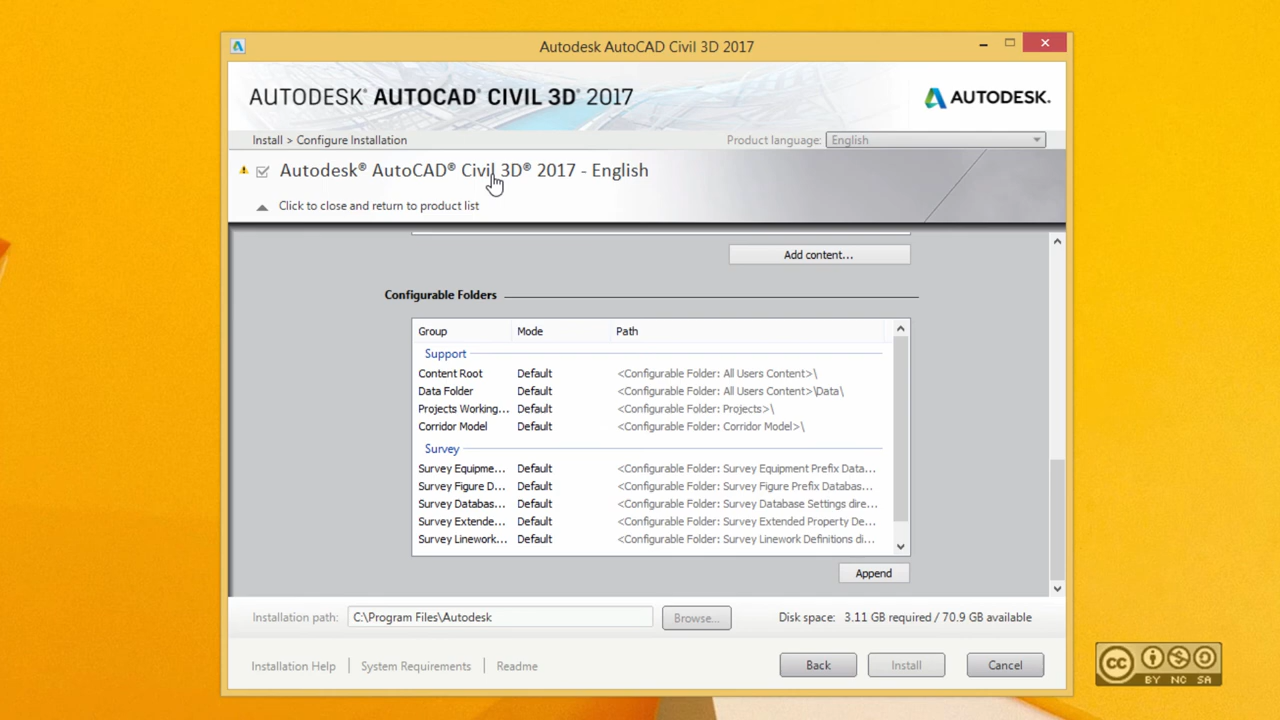 Autodesk AutoCAD Civil 3D 2017
AUTODESK® AUTOCAD® CIVIL 3D® 2017
AUTODESK.
Install > Configure Installation
Product language: English
Autodesk® AutoCAD® Civil 3D® 2017 - English
Click to close and return to product list
Add content...
Configurable Folders
Group Mode Path
Support
Content Root Default <Configurable Folder: All Users Content>\
Data Folder Default <Configurable Folder: All Users Content>\Data\
Projects Working... Default <Configurable Folder: Projects>\
Corridor Model Default <Configurable Folder: Corridor Model>\
Survey
Survey Equipme... Default <Configurable Folder: Survey Equipment Prefix Data...
Survey Figure D... Default <Configurable Folder: Survey Figure Prefix Databas...
Survey Databas... Default <Configurable Folder: Survey Database Settings dire...
Survey Extende... Default <Configurable Folder: Survey Extended Property De...
Survey Linework... Default <Configurable Folder: Survey Linework Definitions di...
Append
Installation path: C:\Program Files\Autodesk Browse... Disk space: 3.11 GB required / 70.9 GB available
Installation Help System Requirements Readme Back Install Cancel
cc BY NC SA